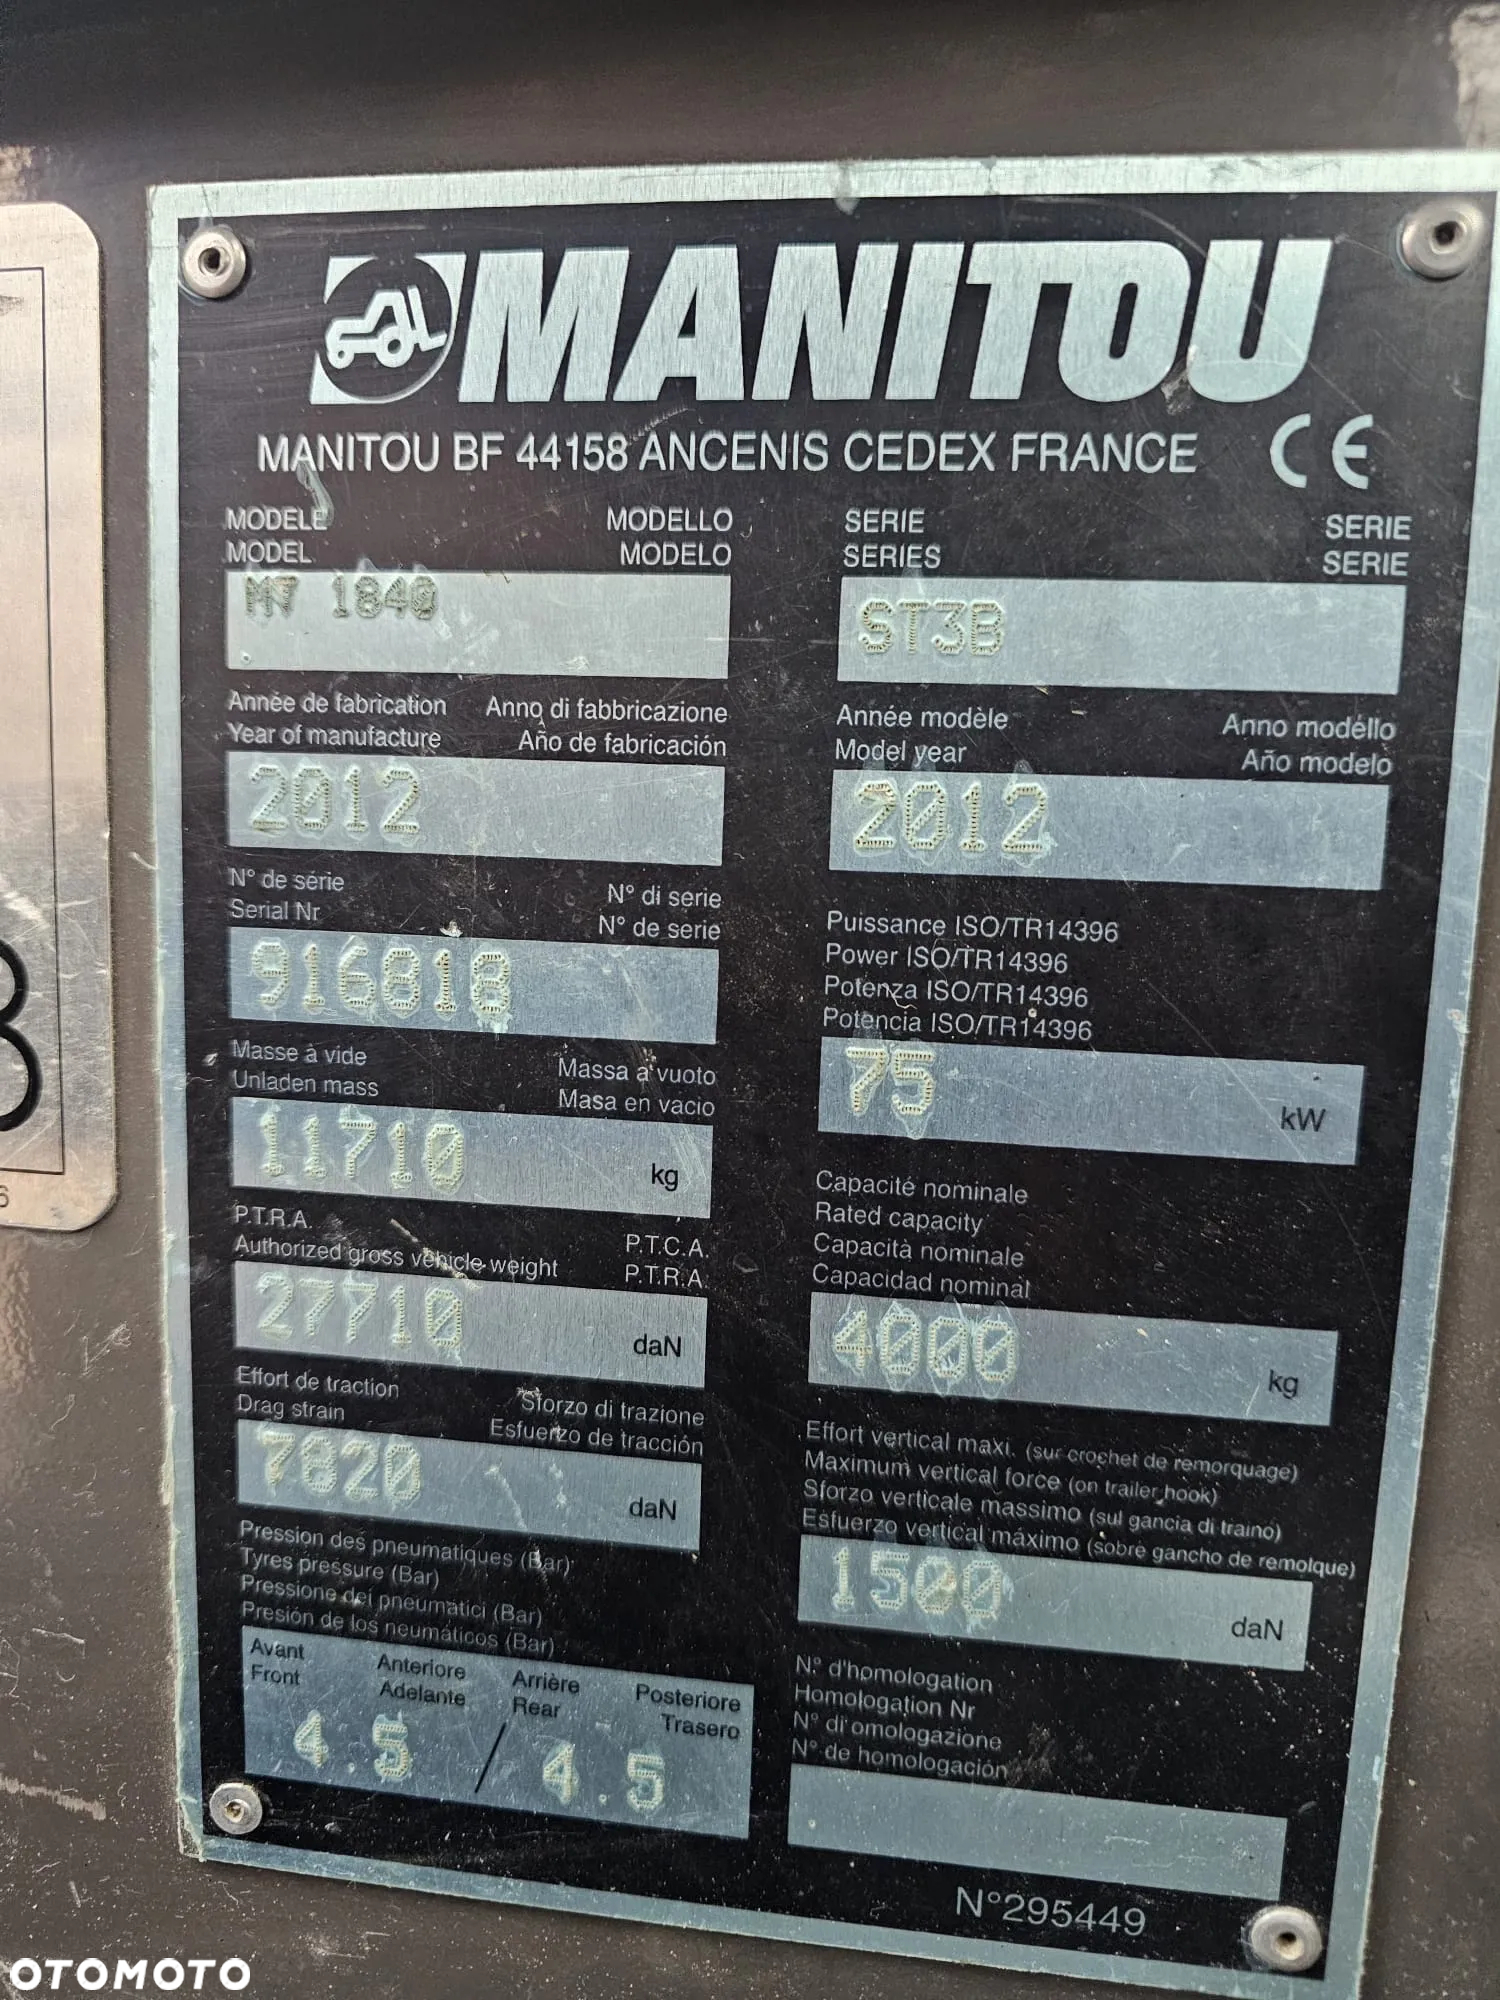 MANITOU
MANITOU BF 44158 ANCENIS CEDEX FRANCE CE
MODELE MODELLO
MODEL MODELO
MT 1840
SERIE SERIE
SERIES SERIE
ST3B
Année de fabrication Anno di fabbricazione
Year of manufacture Año de fabricación
2012
Année modèle Anno modéllo
Model year Año modelo
2012
N° de série N° di serie
Serial Nr N° de serie
916818
Puissance ISO/TR14396
Power ISO/TR14396
Potenza ISO/TR14396
Potencia ISO/TR14396
75 kW
Masse à vide Massa a vuoto
Unladen mass Masa en vacio
11710 kg
Capacité nominale
Rated capacity
Capacità nominale
Capacidad nominal
4000 kg
P.T.R.A. P.T.C.A.
Authorized gross vehicle weight P.T.R.A
27710 daN
Effort de traction Sforzo di trazione
Drag strain Esfuerzo de tracción
7820 daN
Effort vertical maxi. (sur crochet de remorquage)
Maximum vertical force (on trailer hook)
Sforzo verticale massimo (sul gancia di traino)
Esfuerzo vertical máximo (sobre gancho de remolque)
1500 daN
Pression des pneumatiques (Bar)
Tyres pressure (Bar)
Pressione dei pneumatici (Bar)
Presión de los neumáticos (Bar)
Avant Anteriore Arrière Posteriore
Front Adelante Rear Trasero
4.5 / 4.5
N° d'homologation
Homologation Nr
N° di omologazione
N° de homologación
N°295449
8
6
OTOMOTO